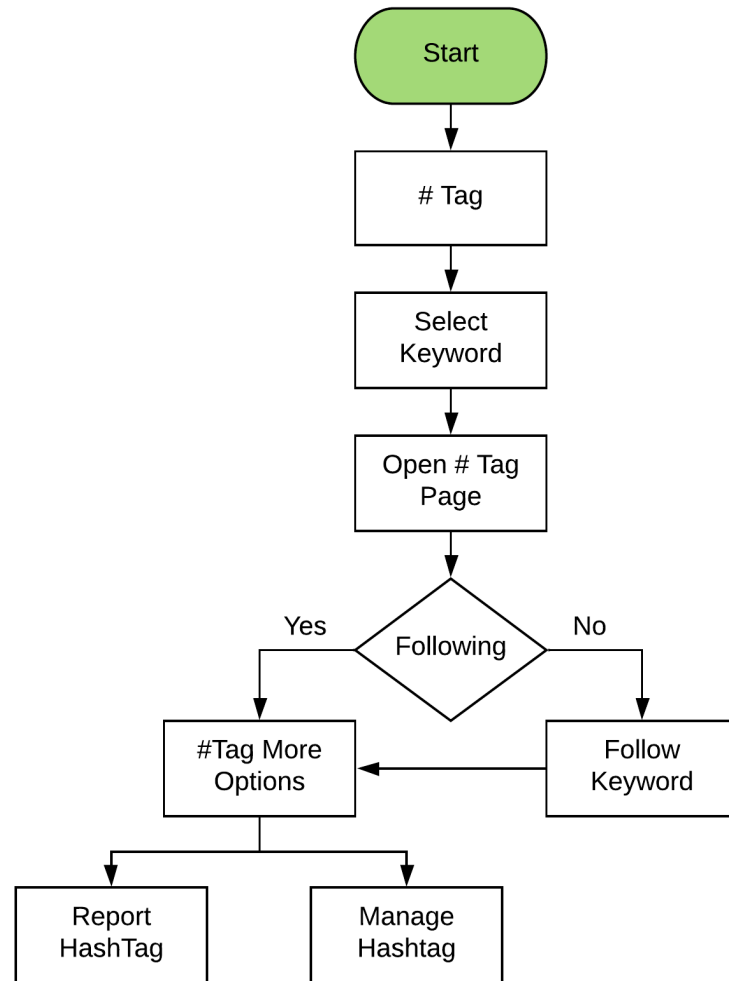 Start
# Tag
Select
Keyword
Open # Tag
Page
Following
Yes
No
#Tag More
Options
Follow
Keyword
Report
HashTag
Manage
Hashtag